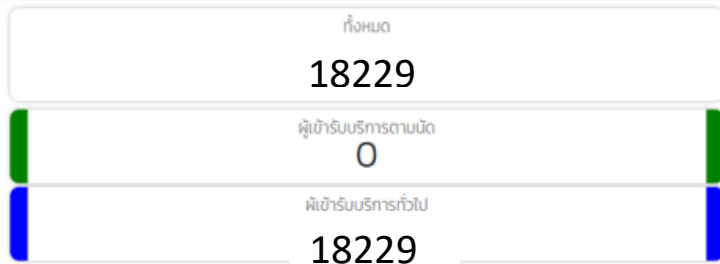 ทั้งหมด
18229
ผู้เข้ารับบริการตามนัด
0
ผู้เข้ารับบริการทั่วไป
18229